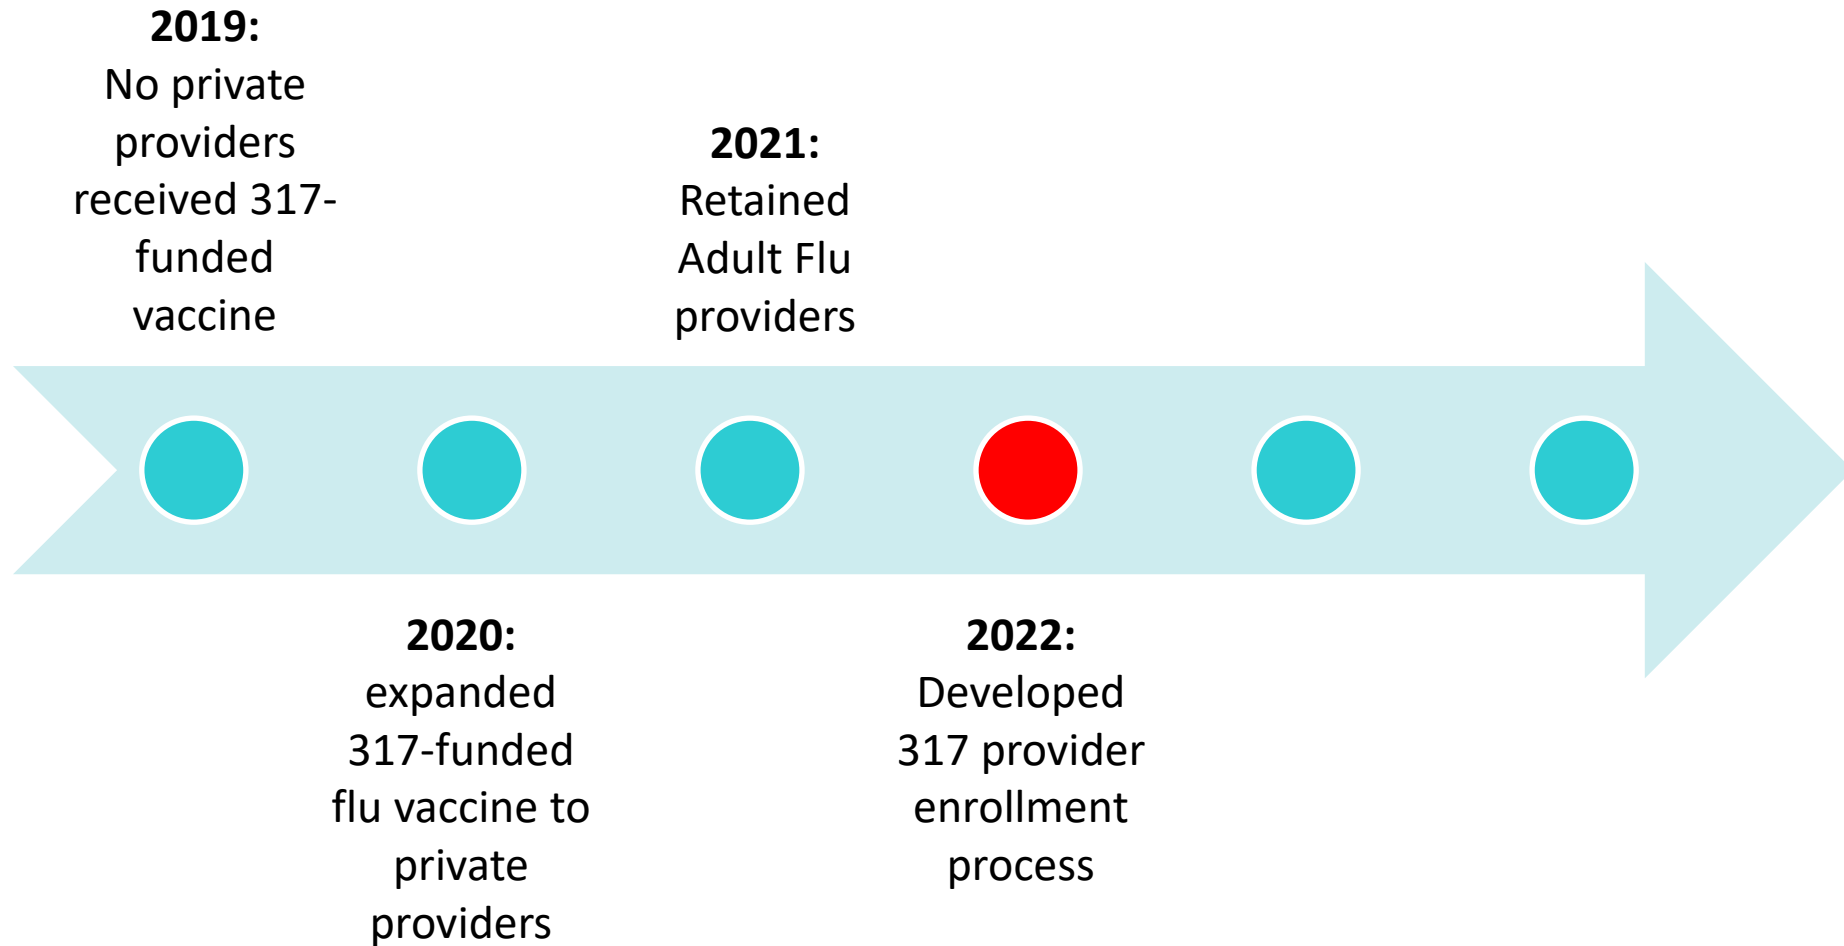 2019:
No private
providers
received 317-
funded
vaccine
2020:
expanded
317-funded
flu vaccine to
private
providers
2021:
Retained
Adult Flu
providers
2022:
Developed
317 provider
enrollment
process